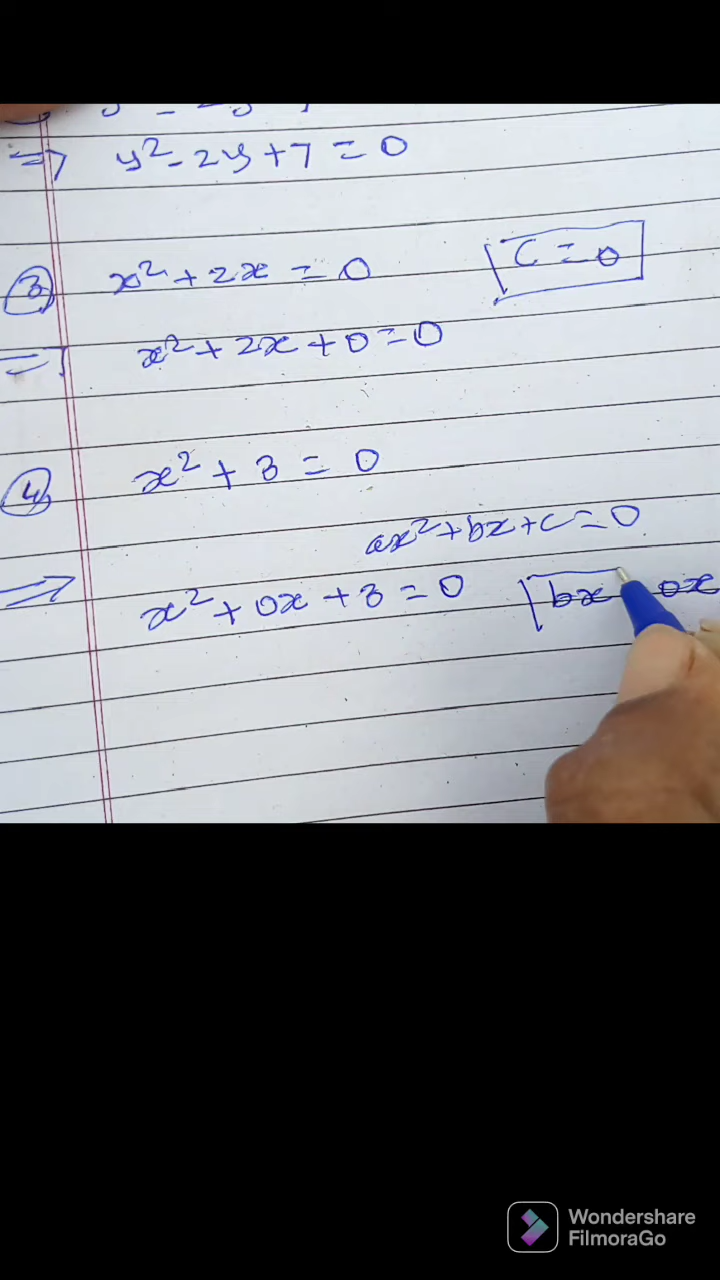 => y² - 2y + 7 = 0
③ x² + 2x = 0
C = 0
=> x² + 2x + 0 = 0
④ x² + 3 = 0
ax² + bx + c = 0
=> x² + 0x + 3 = 0
bx 0x
Wondershare
FilmoraGo